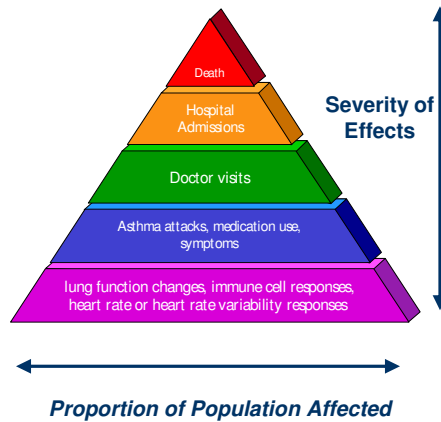 Death
Hospital
Admissions
Severity of
Effects
Doctor visits
Asthma attacks, medication use,
symptoms
lung function changes, immune cell responses,
heart rate or heart rate variability responses
Proportion of Population Affected